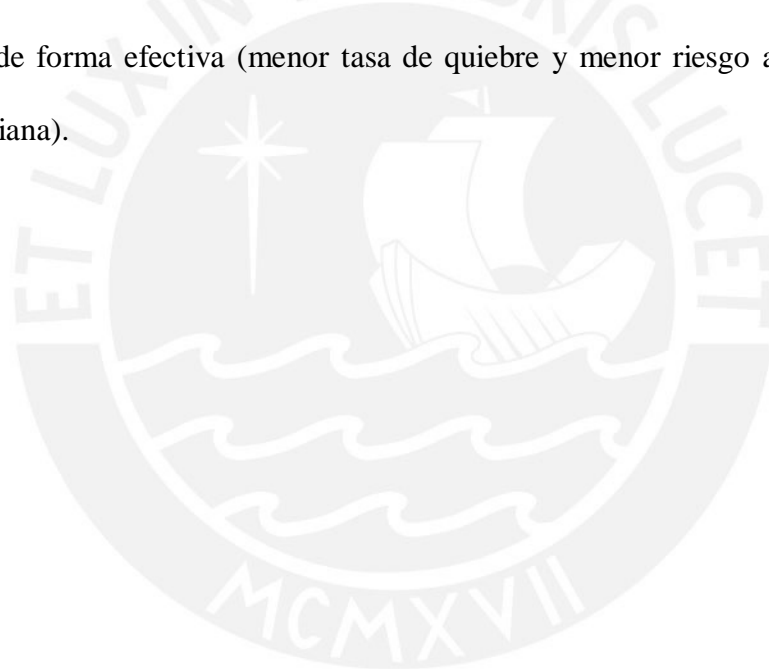 de forma efectiva (menor tasa de quiebre y menor riesgo a
iana).
ET LUX IN TENEBRIS LUCET
MCMXVII